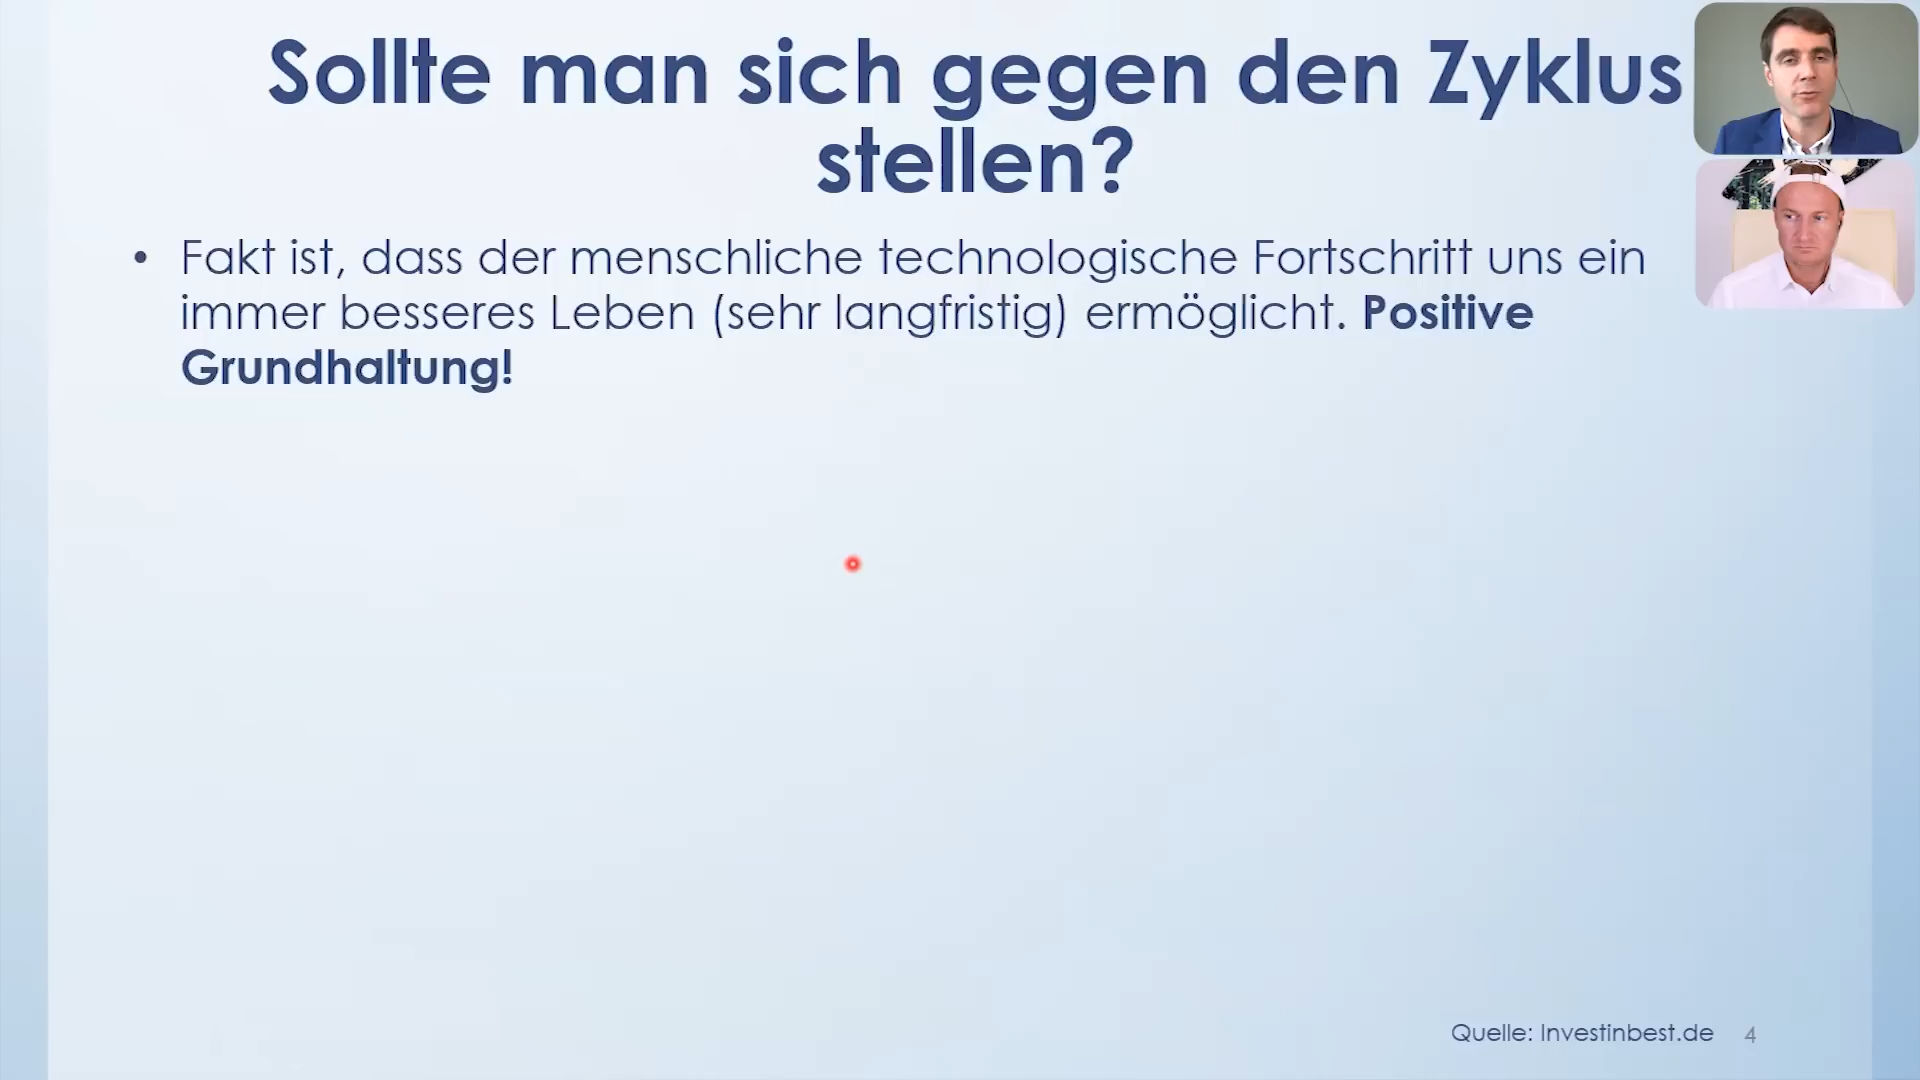 Sollte man sich gegen den Zyklus
stellen?
• Fakt ist, dass der menschliche technologische Fortschritt uns ein
immer besseres Leben (sehr langfristig) ermöglicht. Positive
Grundhaltung!
Quelle: Investinbest.de 4